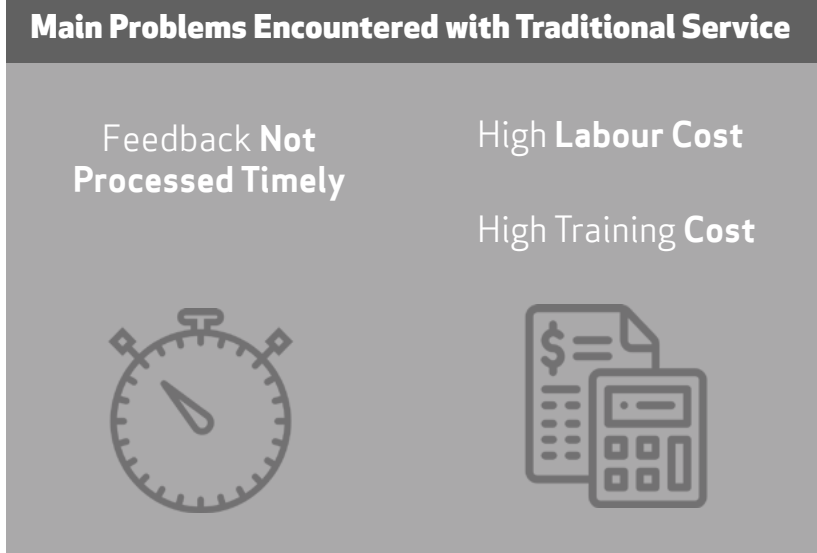 Main Problems Encountered with Traditional Service
Feedback Not
Processed Timely
High Labour Cost
High Training Cost
$